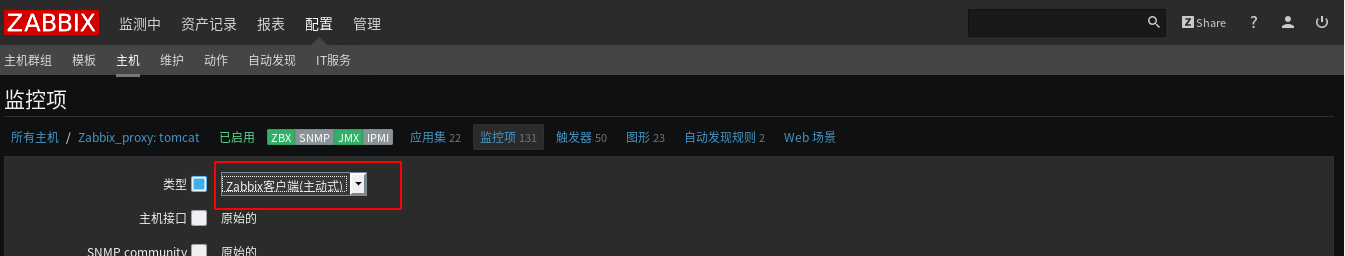 ZABBIX 监测中 资产记录 报表 配置 管理 Z Share ?
主机群组 模板 主机 维护 动作 自动发现 IT服务
监控项
所有主机 / Zabbix_proxy: tomcat 已启用 ZBX SNMP JMX IPMI 应用集 22 监控项 131 触发器 50 图形 23 自动发现规则 2 Web 场景
类型 Zabbix客户端(主动式)
主机接口 原始的
SNMP community 原始的